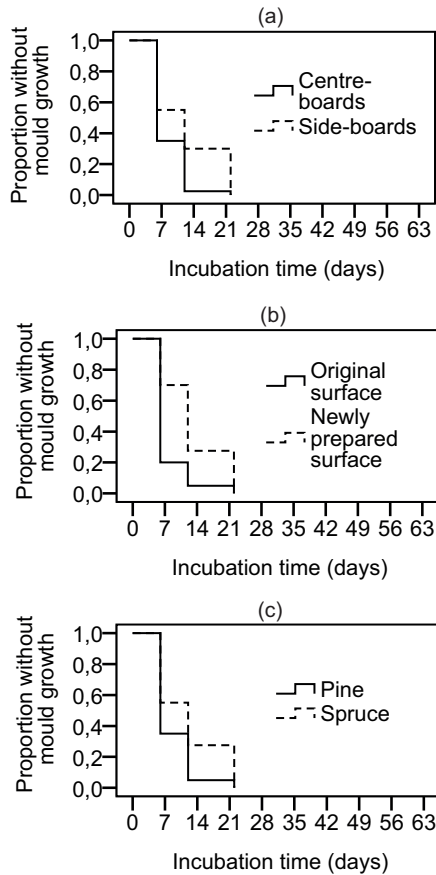 (a)
Proportion without
mould growth
1,0
0,8
0,6
0,4
0,2
0,0
Centre-
boards
Side-boards
0 7 14 21 28 35 42 49 56 63
Incubation time (days)
(b)
Proportion without
mould growth
1,0
0,8
0,6
0,4
0,2
0,0
Original
surface
Newly
prepared
surface
0 7 14 21 28 35 42 49 56 63
Incubation time (days)
(c)
Proportion without
mould growth
1,0
0,8
0,6
0,4
0,2
0,0
Pine
Spruce
0 7 14 21 28 35 42 49 56 63
Incubation time (days)